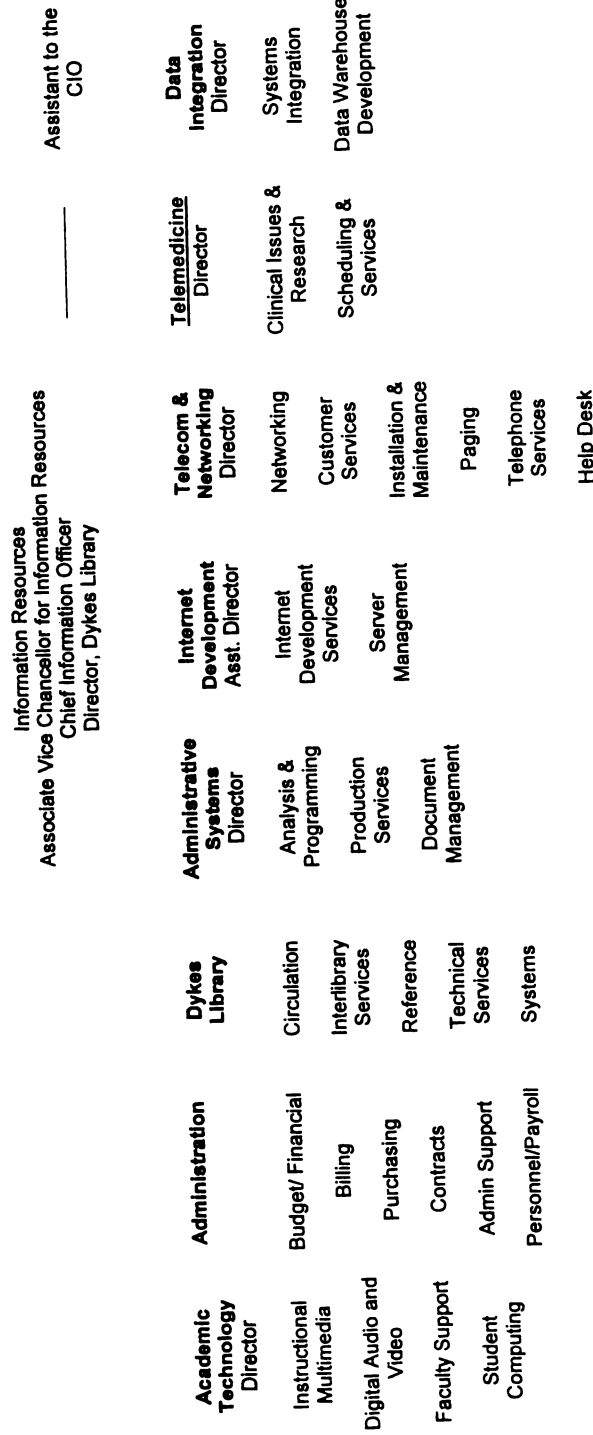 Information Resources
Associate Vice Chancellor for Information Resources
Chief Information Officer
Director, Dykes Library
Assistant to the
CIO
Academic
Technology
Director
Instructional
Multimedia
Digital Audio and
Video
Faculty Support
Student
Computing
Administration
Budget/ Financial
Billing
Purchasing
Contracts
Admin Support
Personnel/Payroll
Dykes
Library
Circulation
Interlibrary
Services
Reference
Technical
Services
Systems
Administrative
Systems
Director
Analysis &
Programming
Production
Services
Document
Management
Internet
Development
Asst. Director
Internet
Development
Services
Server
Management
Telecom &
Networking
Director
Networking
Customer
Services
Installation &
Maintenance
Paging
Telephone
Services
Help Desk
Telemedicine
Director
Clinical Issues &
Research
Scheduling &
Services
Data
Integration
Director
Systems
Integration
Data Warehouse
Development